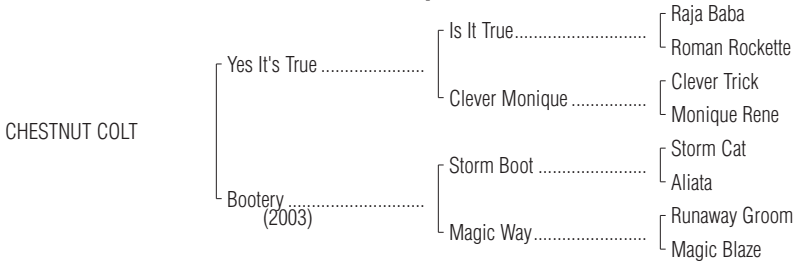 Raja Baba
Is It True............................
Roman Rockette
Yes It's True ......................
Clever Trick
Clever Monique ................
Monique Rene
CHESTNUT COLT
Storm Cat
Storm Boot .......................
Aliata
Bootery .............................
(2003)
Runaway Groom
Magic Way........................
Magic Blaze